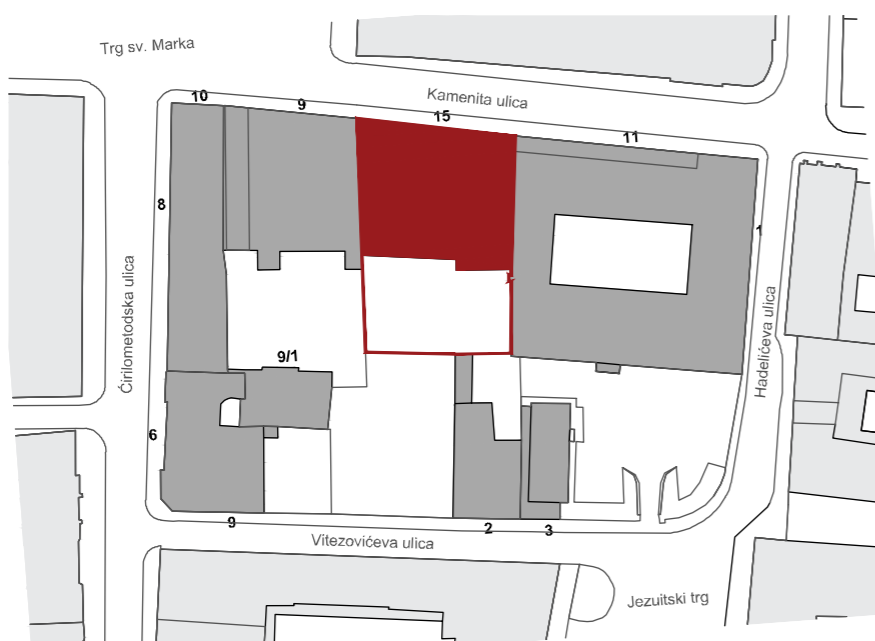 Trg sv. Marka
Kamenita ulica
10
9
15
11
8
1
Ćirilometodska ulica
Hadelićeva ulica
9/1
6
9
2
3
Vitezovićeva ulica
Jezuitski trg